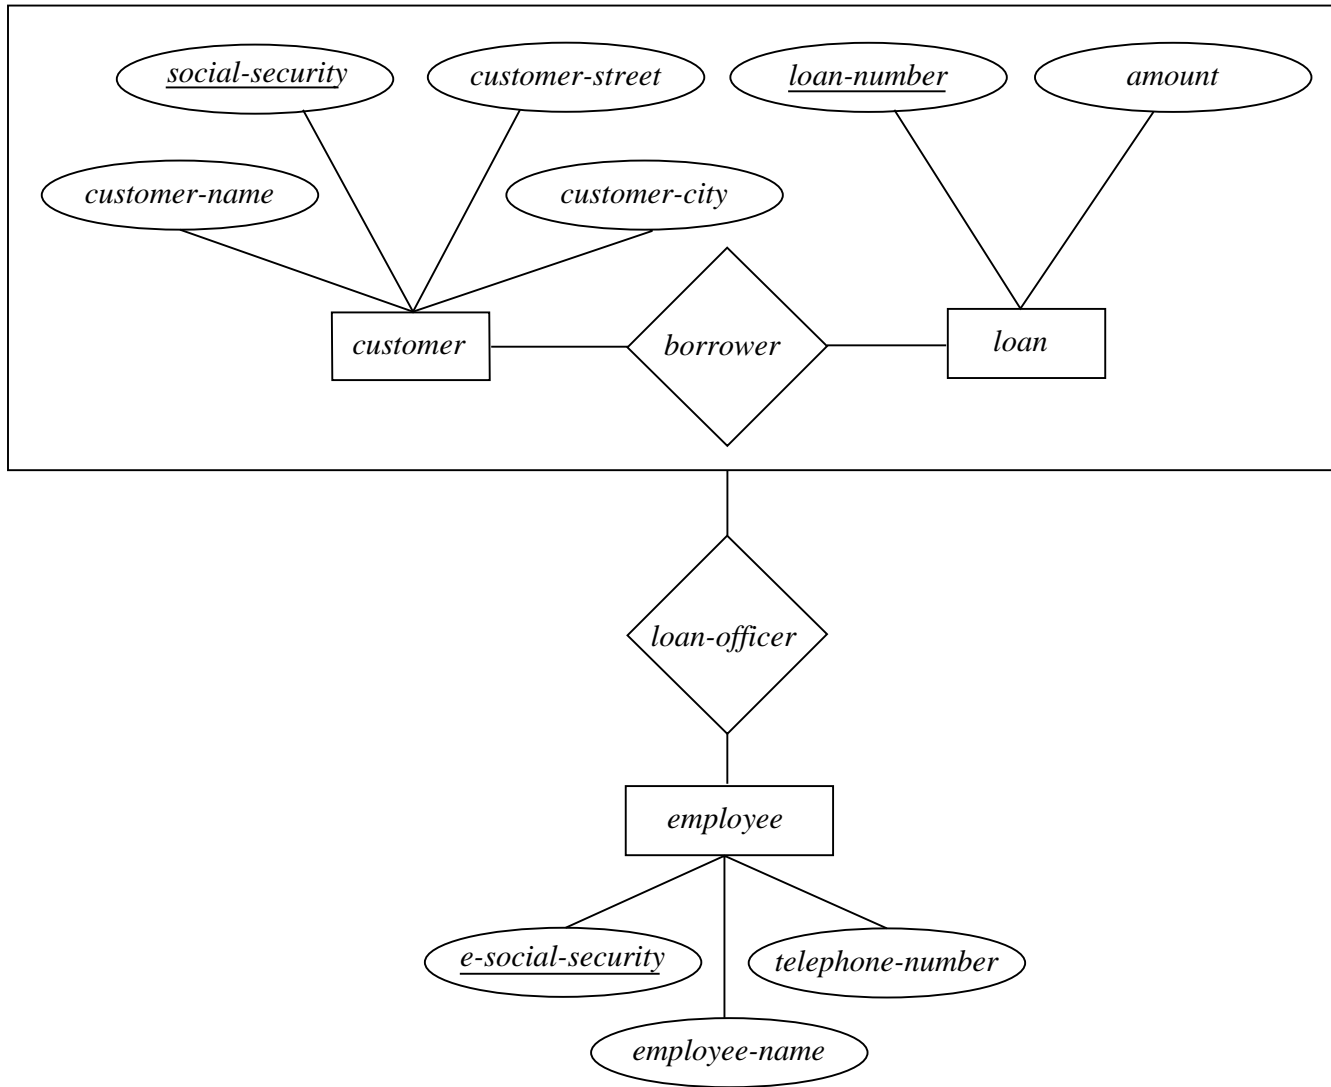 social-security
customer-street
loan-number
amount
customer-name
customer-city
customer
borrower
loan
loan-officer
employee
e-social-security
telephone-number
employee-name